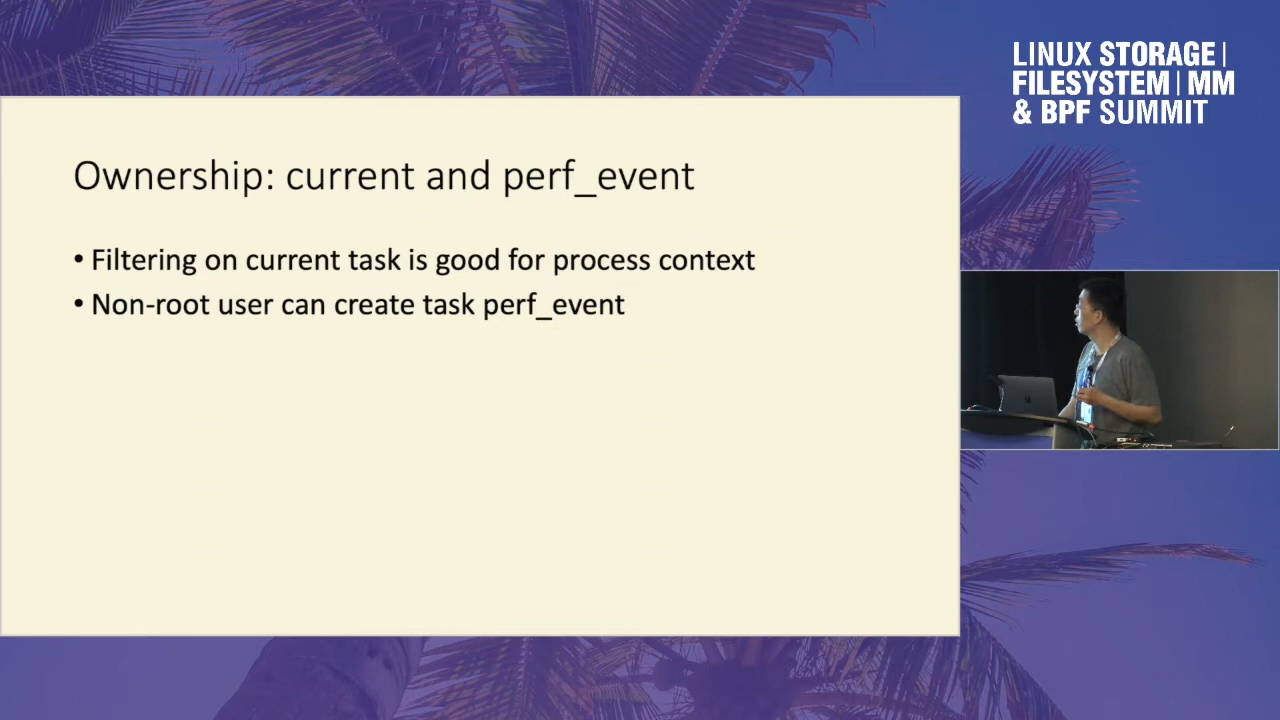 LINUX STORAGE |
FILESYSTEM | MM
& BPF SUMMIT
Ownership: current and perf_event
• Filtering on current task is good for process context
• Non-root user can create task perf_event